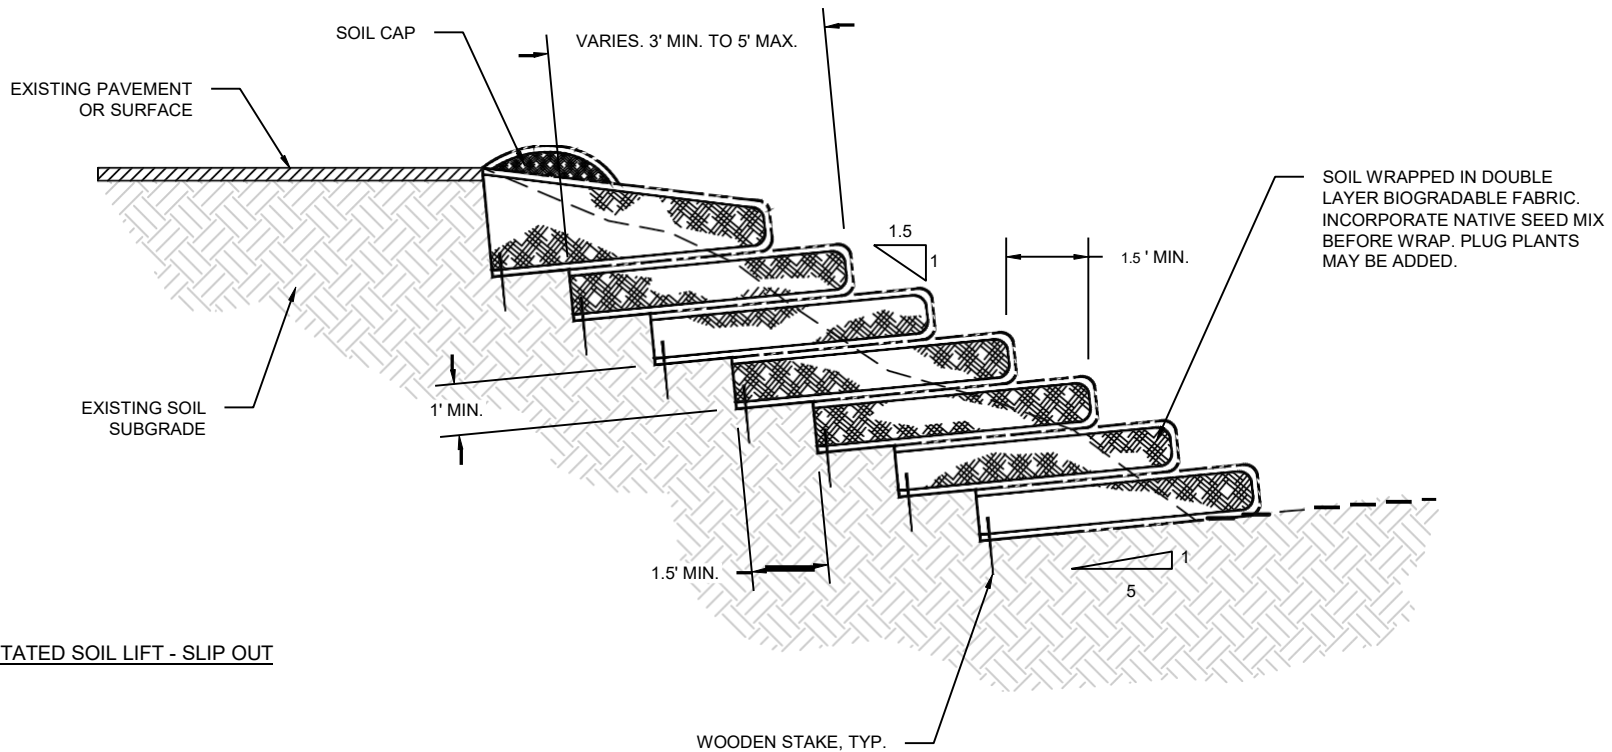 SOIL CAP
VARIES. 3' MIN. TO 5' MAX.
EXISTING PAVEMENT
OR SURFACE
SOIL WRAPPED IN DOUBLE
LAYER BIOGRADABLE FABRIC.
INCORPORATE NATIVE SEED MIX
BEFORE WRAP. PLUG PLANTS
MAY BE ADDED.
1.5
1
1.5 ' MIN.
1' MIN.
EXISTING SOIL
SUBGRADE
1.5' MIN.
1
5
TATED SOIL LIFT - SLIP OUT
WOODEN STAKE, TYP.